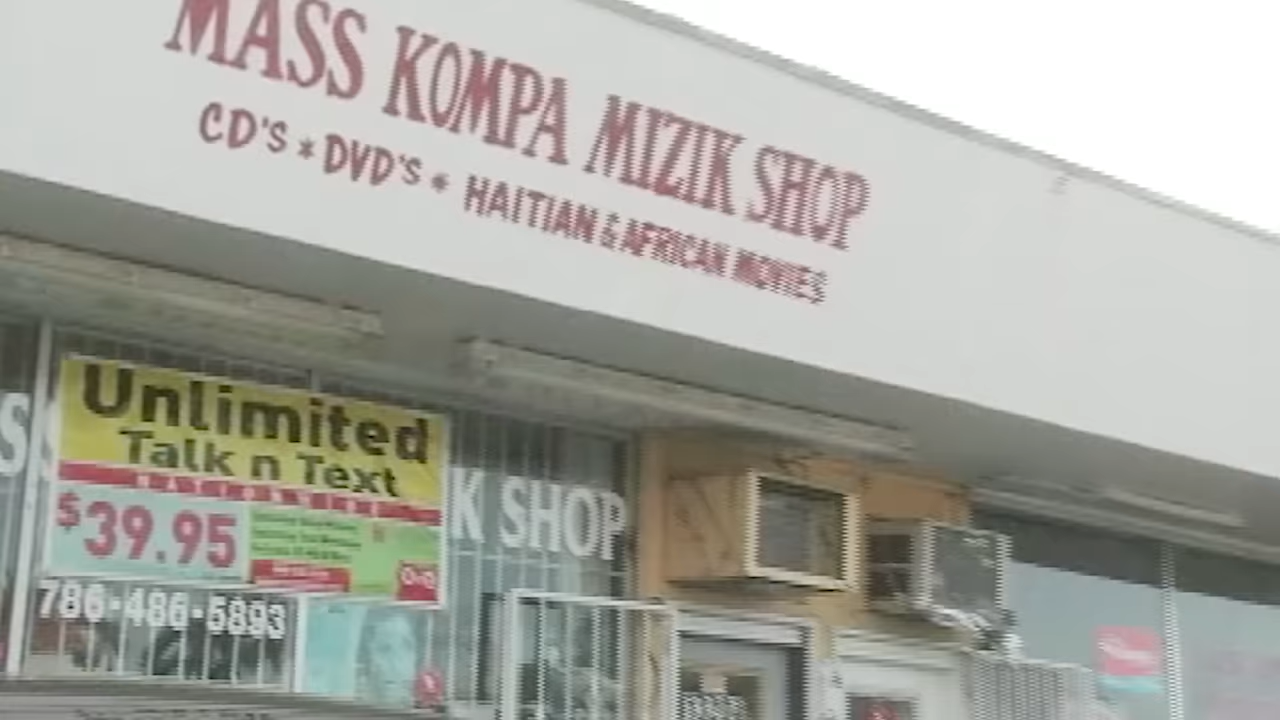 MASS KOMPA MIZIK SHOP
CD'S * DVD'S * HAITIAN & AFRICAN MOVIES
Unlimited
Talk n Text
$39.95
K SHOP
786-486-5893